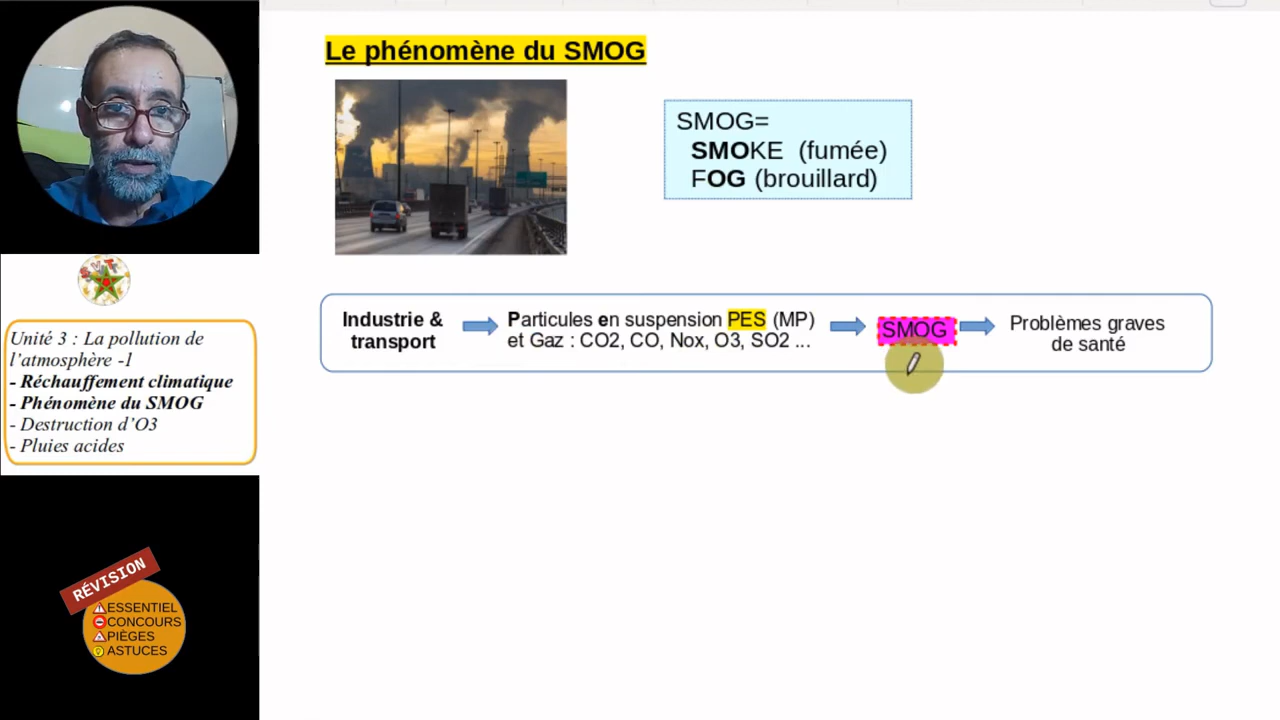 Le phénomène du SMOG
SMOG=
SMOKE (fumée)
FOG (brouillard)
Industrie &
transport
Particules en suspension PES (MP)
et Gaz : CO2, CO, Nox, O3, SO2 ...
SMOG
Problèmes graves
de santé
Unité 3 : La pollution de
l'atmosphère -1
- Réchauffement climatique
- Phénomène du SMOG
- Destruction d'O3
- Pluies acides
RÉVISION
ESSENTIEL
CONCOURS
PIÈGES
ASTUCES